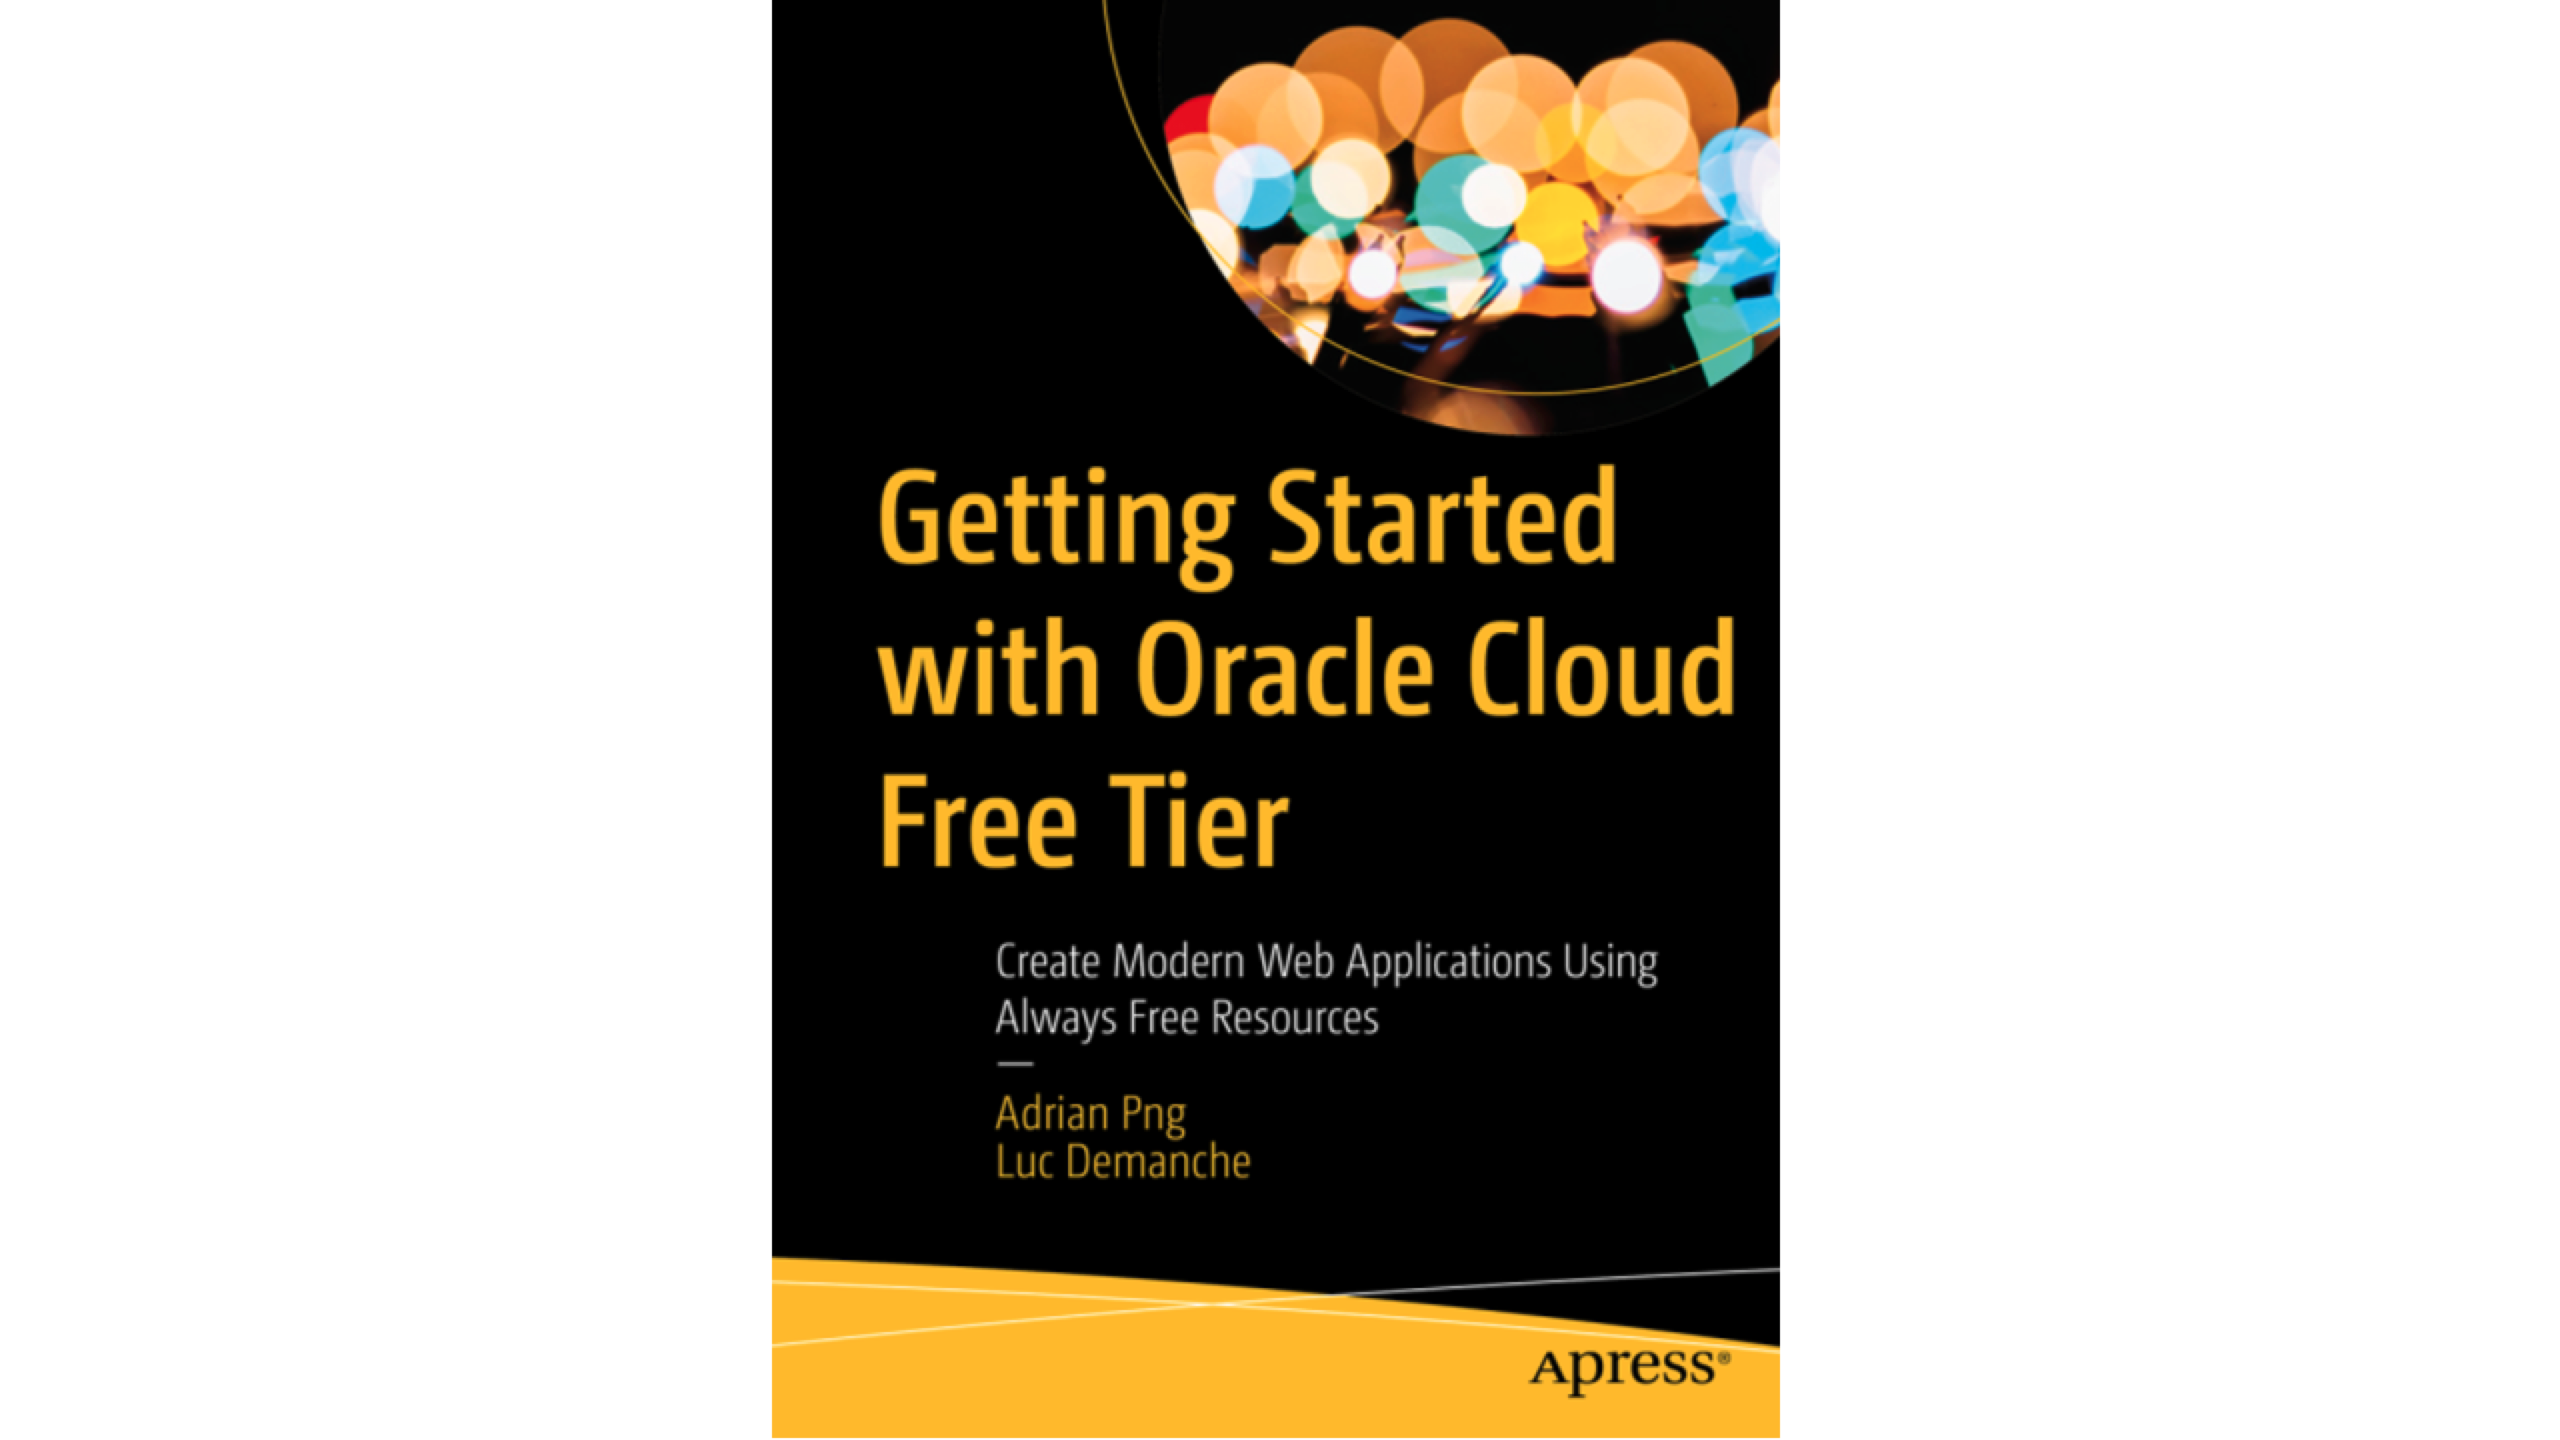 Getting Started
with Oracle Cloud
Free Tier
Create Modern Web Applications Using
Always Free Resources
—
Adrian Png
Luc Demanche
Apress®